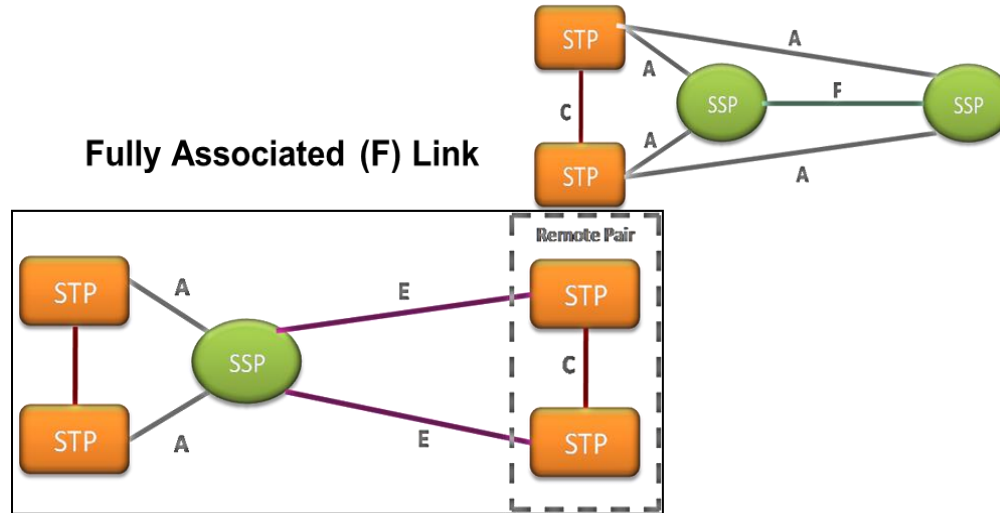 STP
A
A
SSP
F
SSP
C
A
STP
A
Fully Associated (F) Link
Remote Pair
STP
A
E
STP
SSP
C
STP
A
E
STP